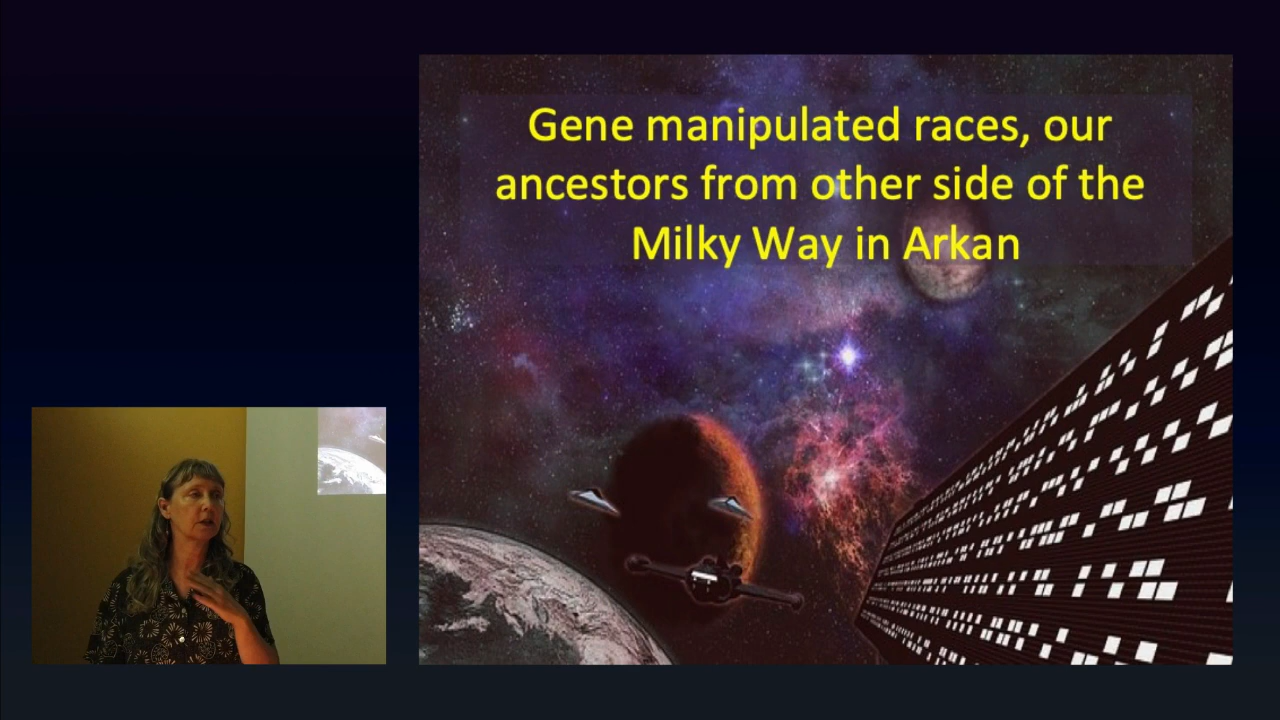 Gene manipulated races, our
ancestors from other side of the
Milky Way in Arkan